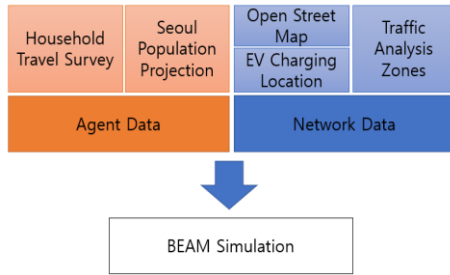 Household
Travel Survey
Seoul
Population
Projection
Open Street
Map
EV Charging
Location
Traffic
Analysis
Zones
Agent Data
Network Data
BEAM Simulation